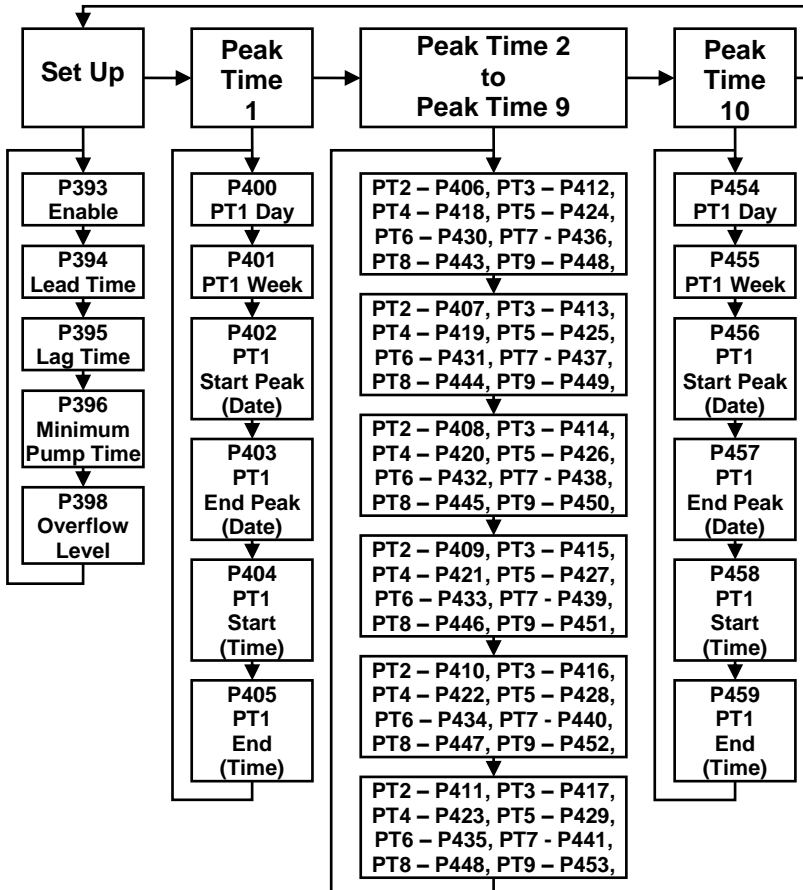 Set Up
Peak
Time
1
Peak Time 2
to
Peak Time 9
Peak
Time
10
P393
Enable
P394
Lead Time
P395
Lag Time
P396
Minimum
Pump Time
P398
Overflow
Level
P400
PT1 Day
P401
PT1 Week
P402
PT1
Start Peak
(Date)
P403
PT1
End Peak
(Date)
P404
PT1
Start
(Time)
P405
PT1
End
(Time)
PT2 – P406, PT3 – P412,
PT4 – P418, PT5 – P424,
PT6 – P430, PT7 - P436,
PT8 – P443, PT9 – P448,
PT2 – P407, PT3 – P413,
PT4 – P419, PT5 – P425,
PT6 – P431, PT7 - P437,
PT8 – P444, PT9 – P449,
PT2 – P408, PT3 – P414,
PT4 – P420, PT5 – P426,
PT6 – P432, PT7 - P438,
PT8 – P445, PT9 – P450,
PT2 – P409, PT3 – P415,
PT4 – P421, PT5 – P427,
PT6 – P433, PT7 - P439,
PT8 – P446, PT9 – P451,
PT2 – P410, PT3 – P416,
PT4 – P422, PT5 – P428,
PT6 – P434, PT7 - P440,
PT8 – P447, PT9 – P452,
PT2 – P411, PT3 – P417,
PT4 – P423, PT5 – P429,
PT6 – P435, PT7 - P441,
PT8 – P448, PT9 – P453,
P454
PT1 Day
P455
PT1 Week
P456
PT1
Start Peak
(Date)
P457
PT1
End Peak
(Date)
P458
PT1
Start
(Time)
P459
PT1
End
(Time)